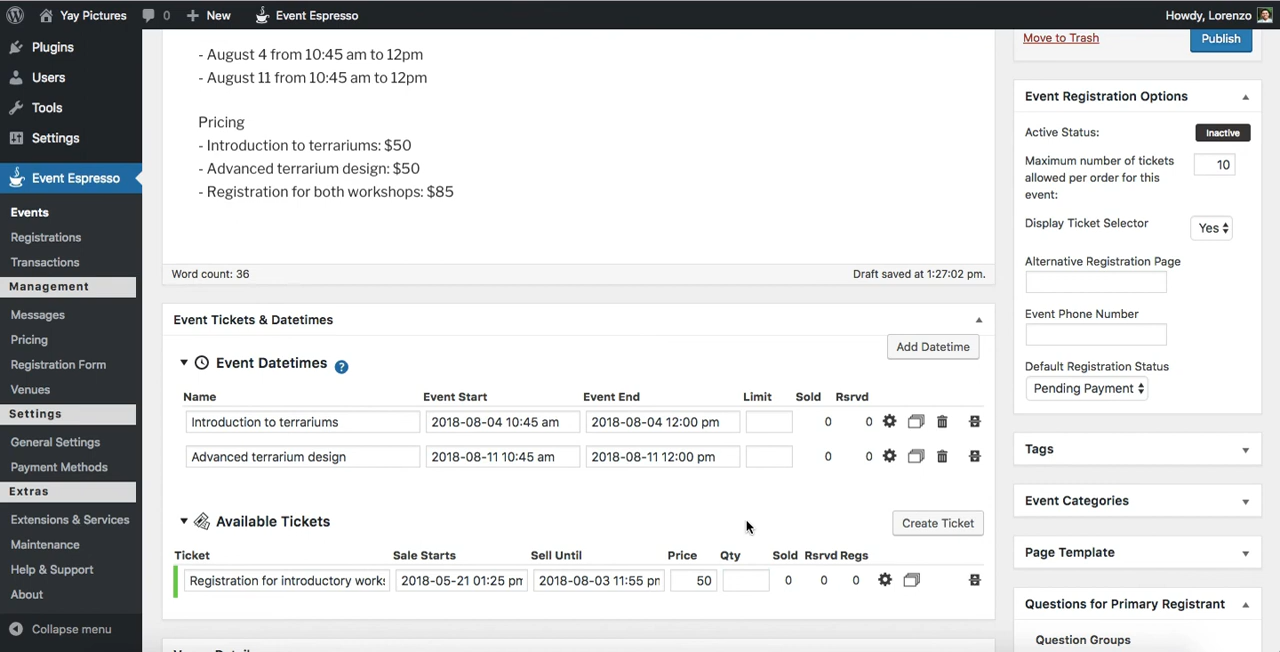 Yay Pictures 0 New Event Espresso Howdy, Lorenzo
Plugins
Users
Tools
Settings
Event Espresso
Events
Registrations
Transactions
Management
Messages
Pricing
Registration Form
Venues
Settings
General Settings
Payment Methods
Extras
Extensions & Services
Maintenance
Help & Support
About
Collapse menu
- August 4 from 10:45 am to 12pm
- August 11 from 10:45 am to 12pm
Pricing
- Introduction to terrariums: $50
- Advanced terrarium design: $50
- Registration for both workshops: $85
Word count: 36 Draft saved at 1:27:02 pm.
Event Tickets & Datetimes
Add Datetime
Event Datetimes ?
Name Event Start Event End Limit Sold Rsrvd
Introduction to terrariums 2018-08-04 10:45 am 2018-08-04 12:00 pm 0 0
Advanced terrarium design 2018-08-11 10:45 am 2018-08-11 12:00 pm 0 0
Available Tickets Create Ticket
Ticket Sale Starts Sell Until Price Qty Sold Rsrvd Regs
Registration for introductory works 2018-05-21 01:25 pm 2018-08-03 11:55 pm 50 0 0 0
Move to Trash Publish
Event Registration Options
Active Status: Inactive
Maximum number of tickets
allowed per order for this
event:
10
Display Ticket Selector Yes
Alternative Registration Page
Event Phone Number
Default Registration Status
Pending Payment
Tags
Event Categories
Page Template
Questions for Primary Registrant
Question Groups